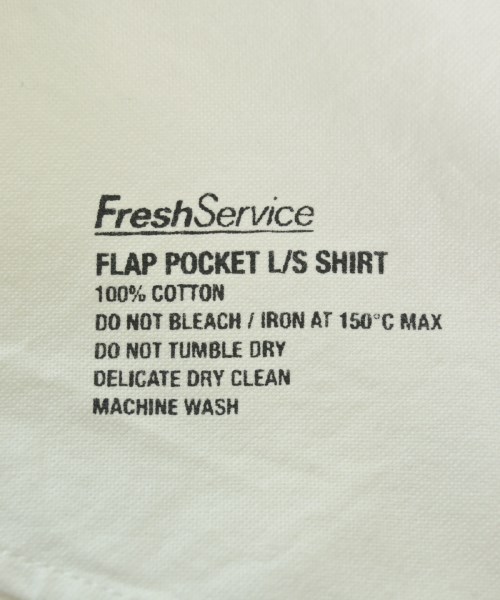 FreshService
FLAP POCKET L/S SHIRT
100% COTTON
DO NOT BLEACH / IRON AT 150°C MAX
DO NOT TUMBLE DRY
DELICATE DRY CLEAN
MACHINE WASH